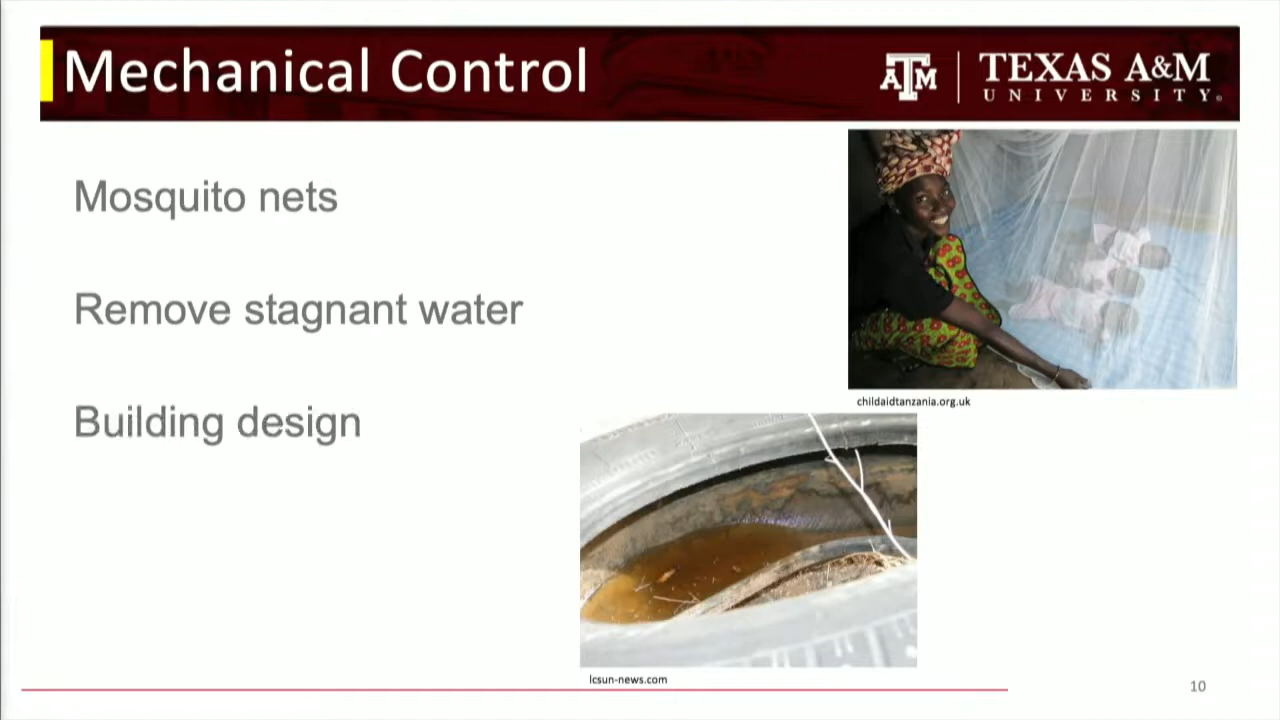 Mechanical Control
ATM
TEXAS A&M
UNIVERSITY®
Mosquito nets
Remove stagnant water
Building design
childaidtanzania.org.uk
lcsun-news.com
10